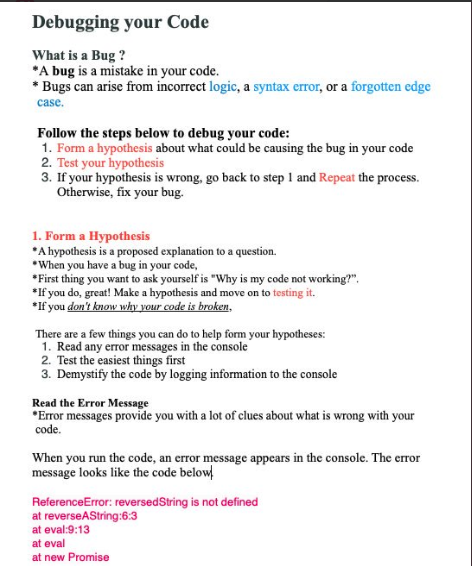 Debugging your Code
What is a Bug ?
*A bug is a mistake in your code.
* Bugs can arise from incorrect logic, a syntax error, or a forgotten edge
case.
Follow the steps below to debug your code:
1. Form a hypothesis about what could be causing the bug in your code
2. Test your hypothesis
3. If your hypothesis is wrong, go back to step 1 and Repeat the process.
Otherwise, fix your bug.
1. Form a Hypothesis
*A hypothesis is a proposed explanation to a question.
*When you have a bug in your code,
*First thing you want to ask yourself is "Why is my code not working?".
*If you do, great! Make a hypothesis and move on to testing it.
*If you don't know why your code is broken,
There are a few things you can do to help form your hypotheses:
1. Read any error messages in the console
2. Test the easiest things first
3. Demystify the code by logging information to the console
Read the Error Message
*Error messages provide you with a lot of clues about what is wrong with your
code.
When you run the code, an error message appears in the console. The error
message looks like the code below
ReferenceError: reversedString is not defined
at reverseAString:6:3
at eval:9:13
at eval
at new Promise